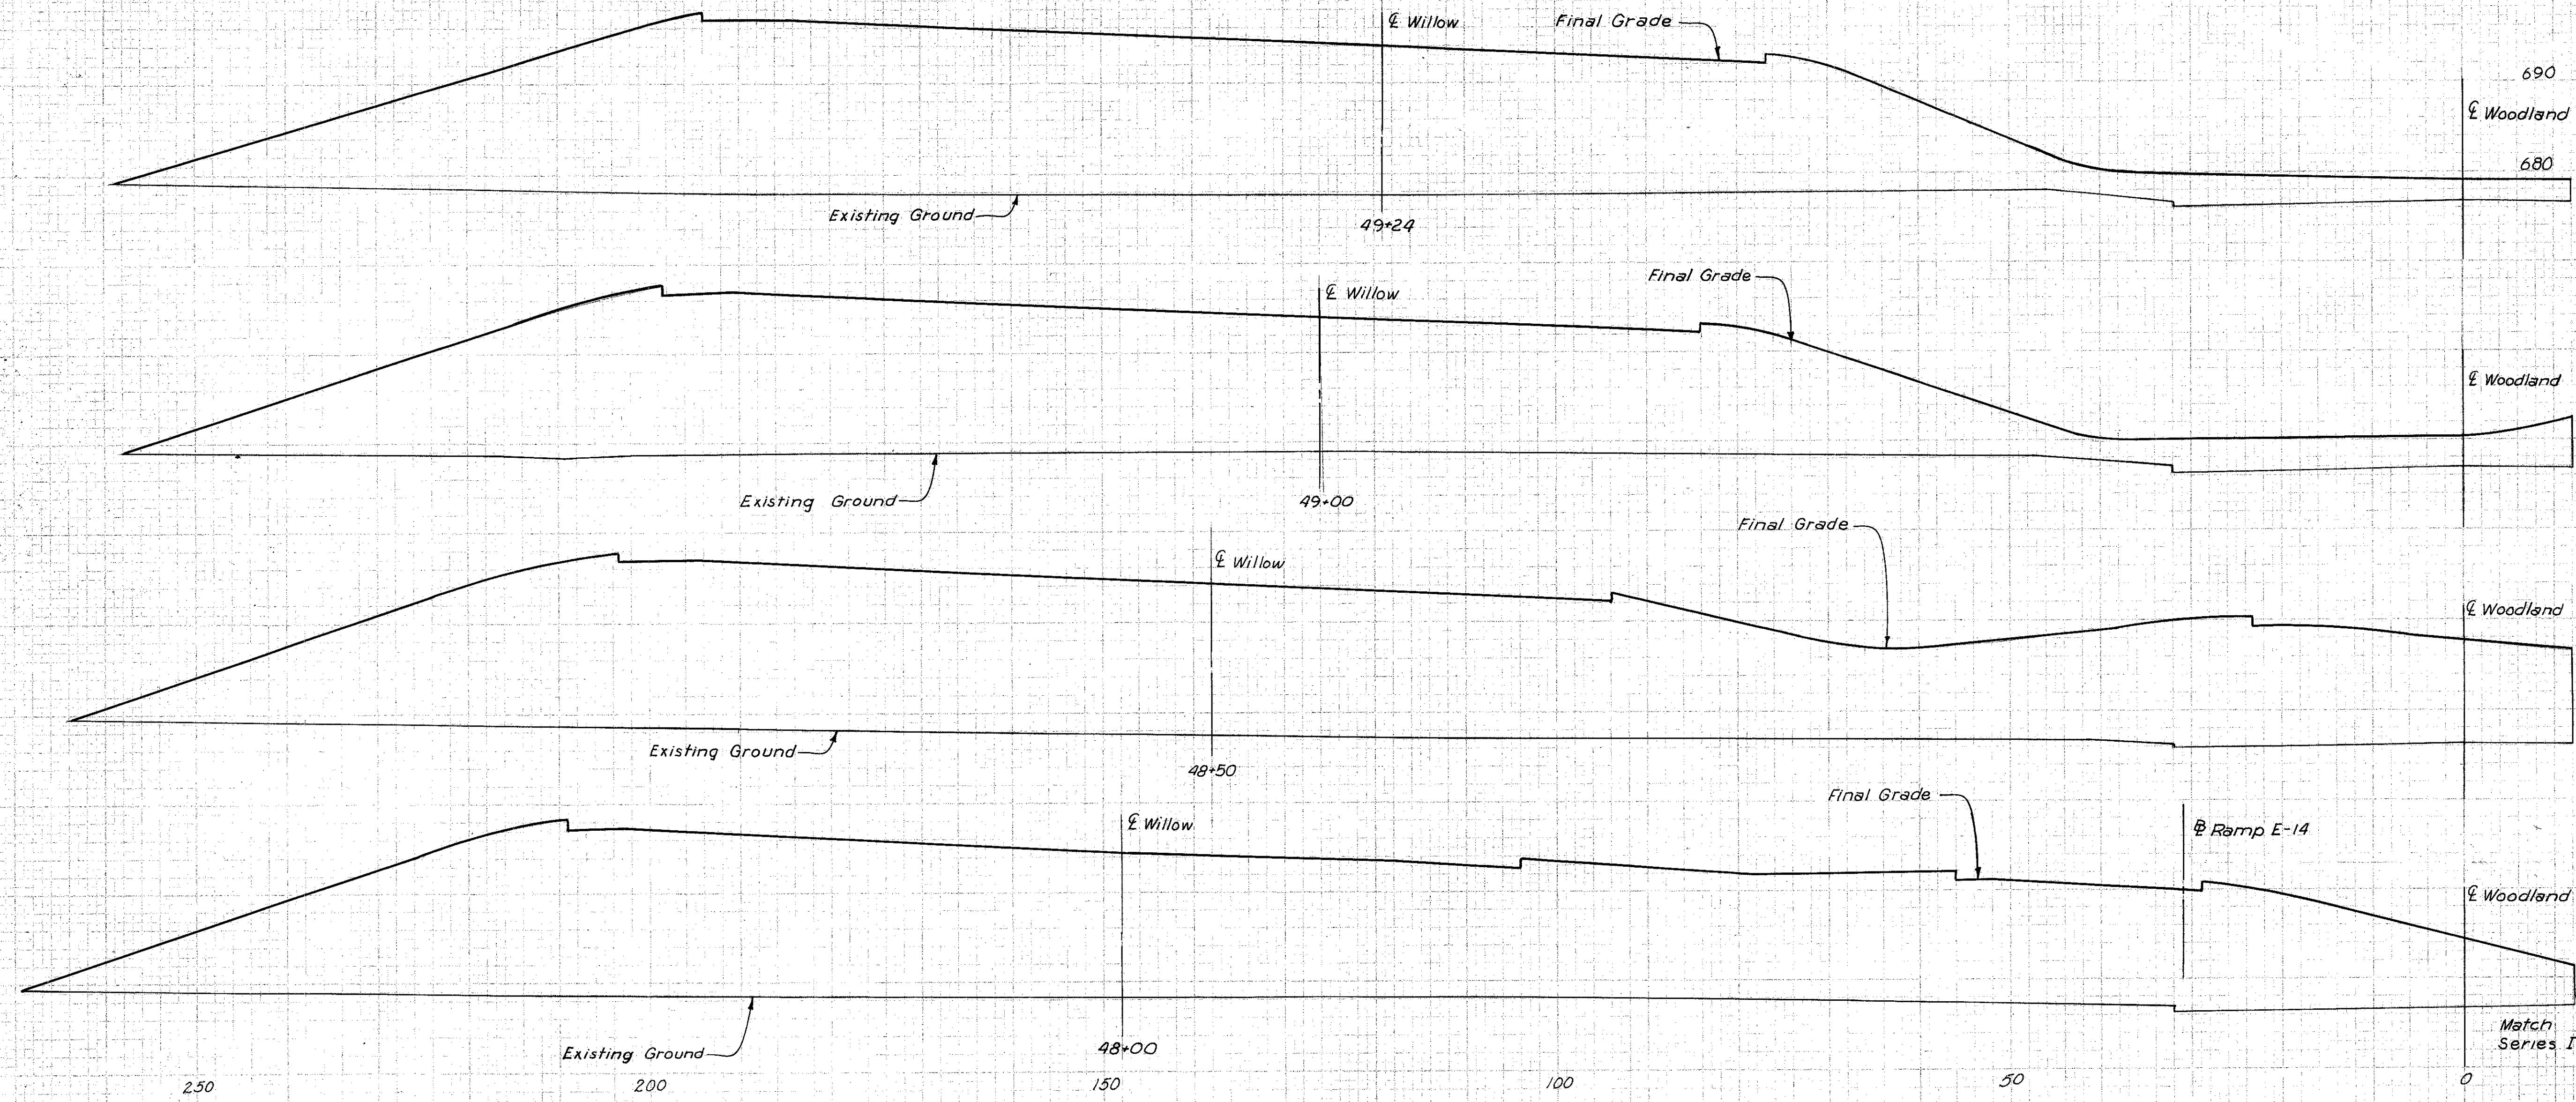 ℄ Willow
Final Grade
690
℄ Woodland
680
Existing Ground
49+24
Final Grade
℄ Willow
℄ Woodland
Existing Ground
49+00
Final Grade
℄ Willow
℄ Woodland
Existing Ground
48+50
Final Grade
℄ Willow
Ramp E-14
℄ Woodland
Existing Ground
48+00
Match
Series I
250
200
150
100
50
0